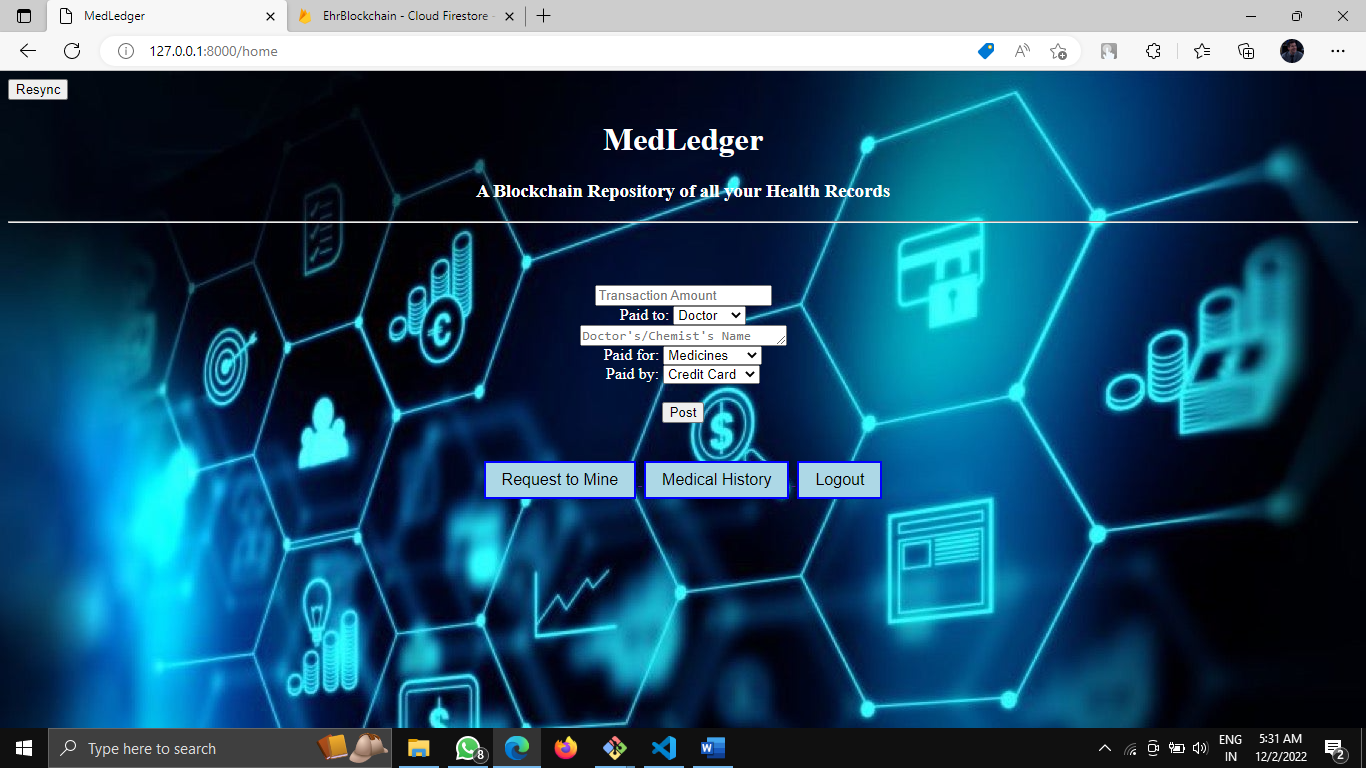 MedLedger
EhrBlockchain - Cloud Firestore -
127.0.0.1:8000/home
Resync
MedLedger
A Blockchain Repository of all your Health Records
Transaction Amount
Paid to: Doctor
Doctor's/Chemist's Name
Paid for: Medicines
Paid by: Credit Card
Post
Request to Mine Medical History Logout
Type here to search
8
ENG
IN
5:31 AM
12/2/2022
2